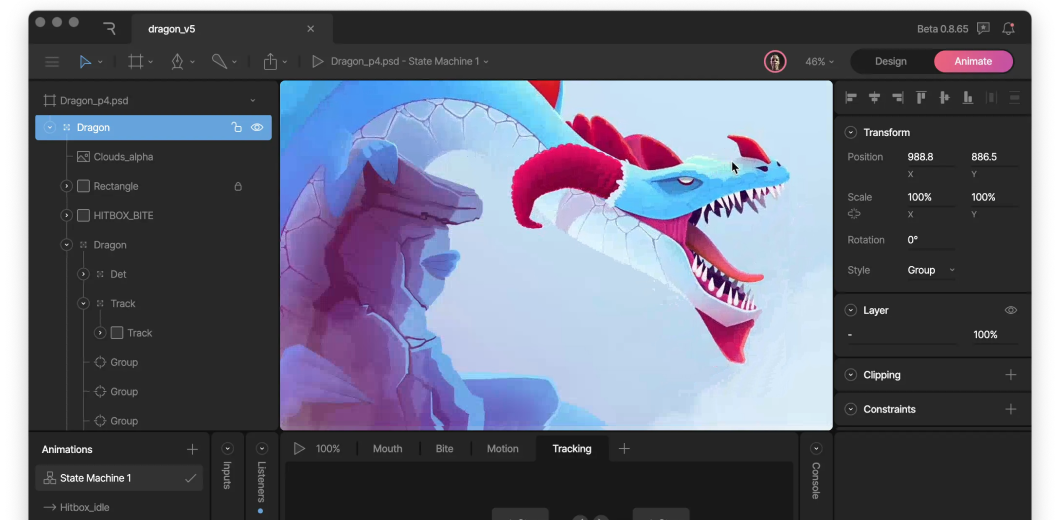 dragon_v5
Beta 0.8.65
Dragon_p4.psd - State Machine 1
46%
Design
Animate
Dragon_p4.psd
Dragon
Clouds_alpha
Rectangle
HITBOX_BITE
Dragon
Det
Track
Track
Group
Group
Group
Transform
Position 988.8 886.5
X Y
Scale 100% 100%
X Y
Rotation 0°
Style Group
Layer
- 100%
Clipping
Constraints
Animations
State Machine 1
Hitbox_idle
Inputs
Listeners
100% Mouth Bite Motion Tracking
Console